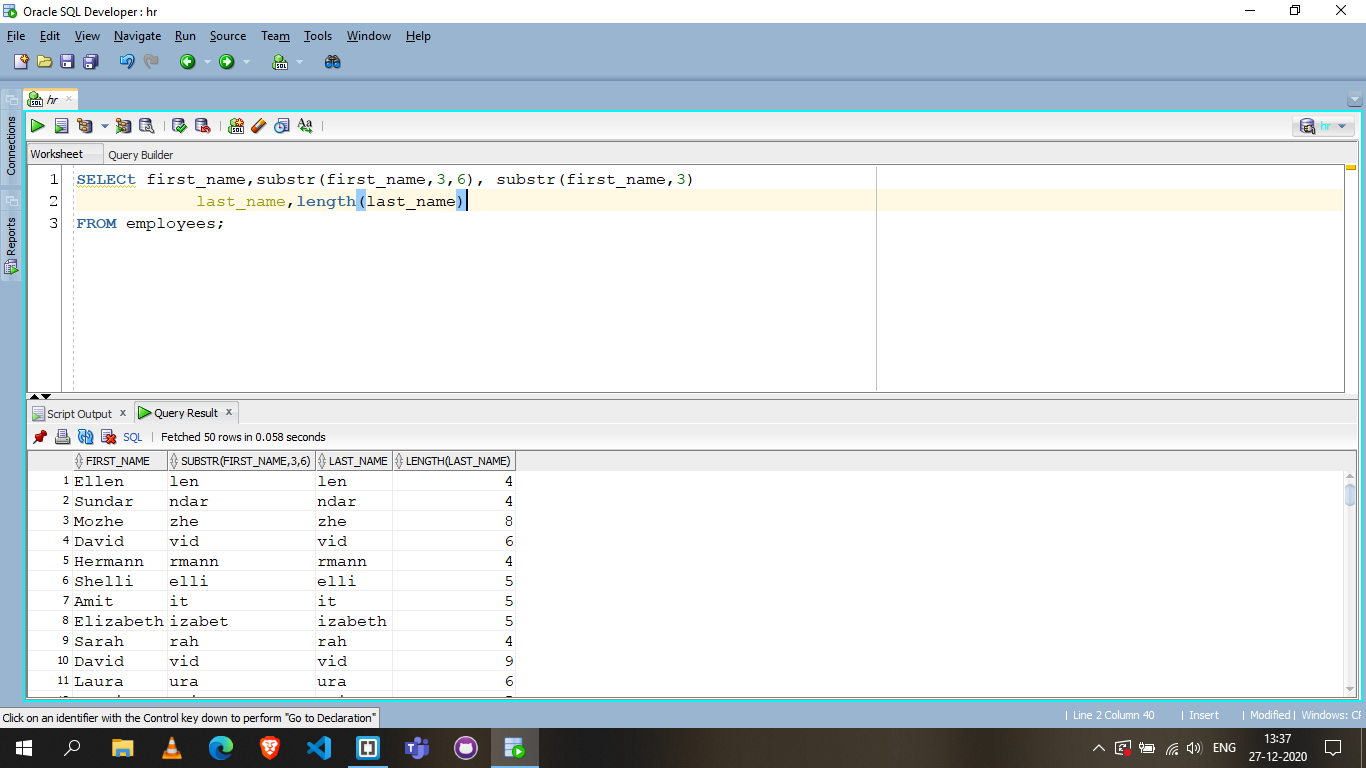 Oracle SQL Developer : hr
File Edit View Navigate Run Source Team Tools Window Help
hr
Connections
Reports
hr
Worksheet Query Builder
1 SELECt first_name,substr(first_name,3,6), substr(first_name,3)
2 last_name,length(last_name)
3 FROM employees;
Script Output x Query Result x
SQL | Fetched 50 rows in 0.058 seconds
FIRST_NAME SUBSTR(FIRST_NAME,3,6) LAST_NAME LENGTH(LAST_NAME)
1 Ellen len len 4
2 Sundar ndar ndar 4
3 Mozhe zhe zhe 8
4 David vid vid 6
5 Hermann rmann rmann 4
6 Shelli elli elli 5
7 Amit it it 5
8 Elizabeth izabet izabeth 5
9 Sarah rah rah 4
10 David vid vid 9
11 Laura ura ura 6
Click on an identifier with the Control key down to perform "Go to Declaration"
| Line 2 Column 40 | Insert | Modified | Windows: CF
ENG
13:37
27-12-2020